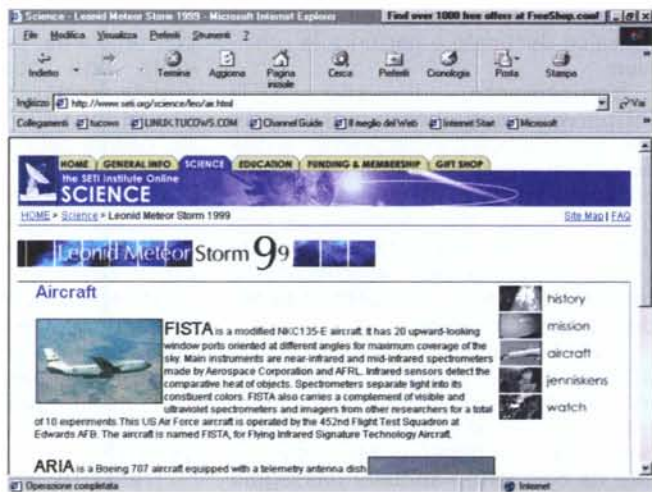 Science - Leonid Meteor Storm 1999 - Microsoft Internet Explorer
Find over 1000 free offers at FreeShop.com!
File Modifica Visualizza Preferiti Strumenti ?
Indietro Termina Aggiorna Pagina iniziale Cerca Preferiti Cronologia Posta Stampa
Indirizzo http://www.seti.org/science/leo/air.html Vai
Collegamenti tucows LINUX.TUCOWS.COM Channel Guide Il meglio del Web Internet Start Microsoft
HOME GENERAL INFO SCIENCE EDUCATION FUNDING & MEMBERSHIP GIFT SHOP
the SETI Institute Online
SCIENCE
HOME > Science > Leonid Meteor Storm 1999 Site Map | FAQ
Leonid Meteor Storm 99
Aircraft
FISTA is a modified NKC135-E aircraft. It has 20 upward-looking
window ports oriented at different angles for maximum coverage of the
sky. Main instruments are near-infrared and mid-infrared spectrometers
made by Aerospace Corporation and AFRL. Infrared sensors detect the
comparative heat of objects. Spectrometers separate light into its
constiuent colors. FISTA also carries a complement of visible and
ultraviolet spectrometers and imagers from other researchers for a total
of 10 experiments.This US Air Force aircraft is operated by the 452nd Flight Test Squadron at
Edwards AFB. The aircraft is named FISTA, for Flying Infrared Signature Technology Aircraft.
ARIA is a Boeing 707 aircraft equipped with a telemetry antenna dish
history
mission
aircraft
jenniskens
watch
Operazione completata Internet